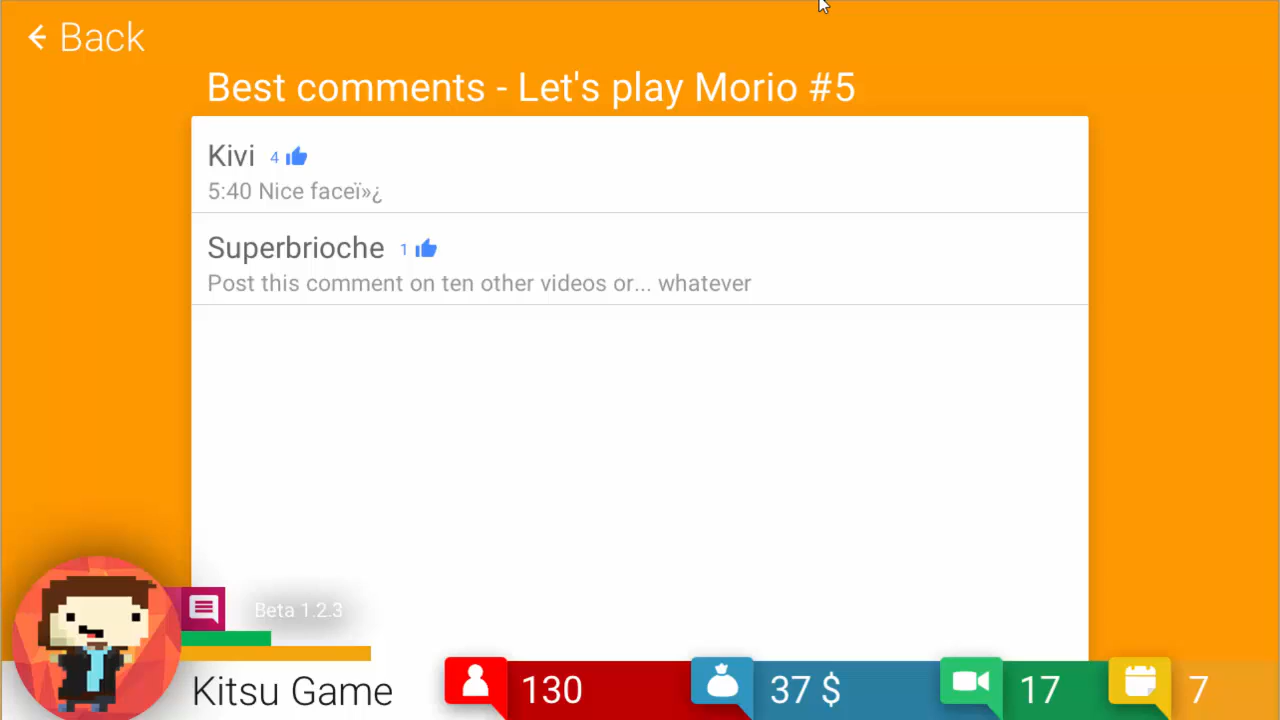 Back
Best comments - Let's play Morio #5
Kivi 4
5:40 Nice faceï»¿
Superbrioche 1
Post this comment on ten other videos or... whatever
Beta 1.2.3
Kitsu Game 130 37 $ 17 7